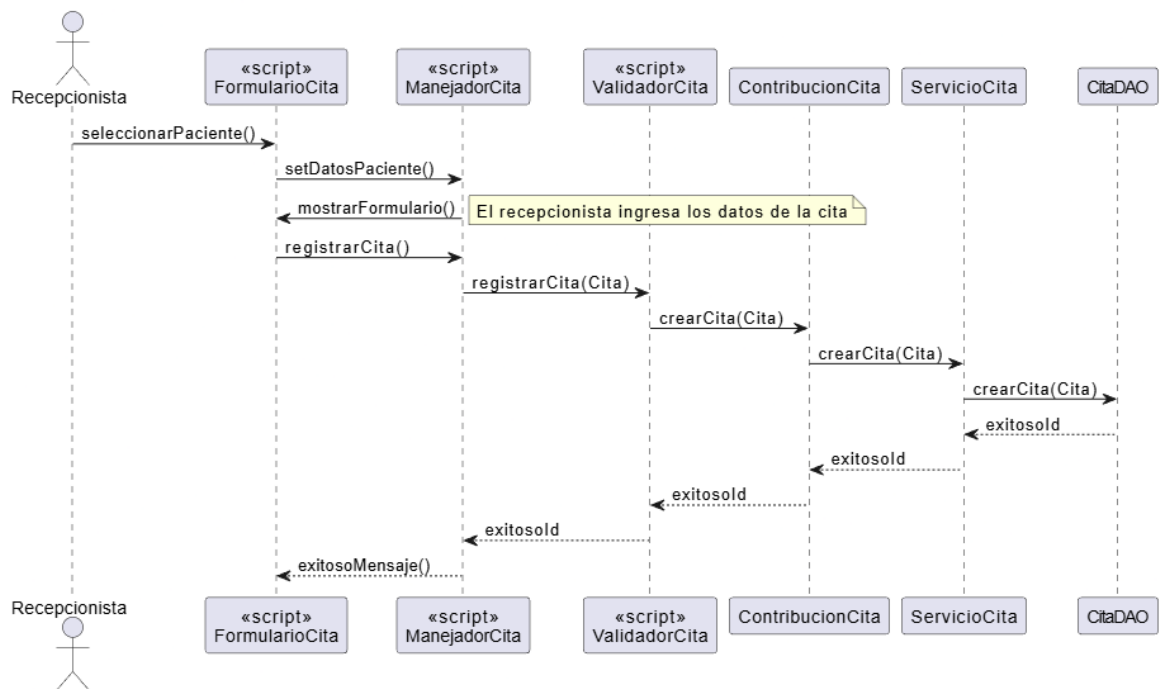 Recepcionista
«script»
FormularioCita
«script»
ManejadorCita
«script»
ValidadorCita
ContribucionCita
ServicioCita
CitaDAO
seleccionarPaciente()
setDatosPaciente()
mostrarFormulario()
El recepcionista ingresa los datos de la cita
registrarCita()
registrarCita(Cita)
crearCita(Cita)
crearCita(Cita)
crearCita(Cita)
exitosoId
exitosoId
exitosoId
exitosoId
exitosoMensaje()
Recepcionista
«script»
FormularioCita
«script»
ManejadorCita
«script»
ValidadorCita
ContribucionCita
ServicioCita
CitaDAO